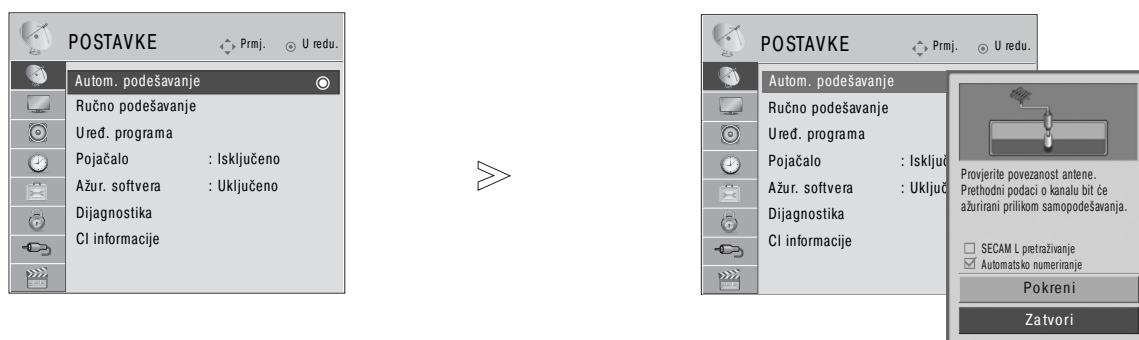 POSTAVKE Prmj. U redu.
Autom. podešavanje
Ručno podešavanje
Uređ. programa
Pojačalo : Isključeno
Ažur. softvera : Uključeno
Dijagnostika
CI informacije
POSTAVKE Prmj. U redu.
Autom. podešavanje
Ručno podešavanje
Uređ. programa
Pojačalo : Isključ
Ažur. softvera : Uključ
Dijagnostika
CI informacije
Provjerite povezanost antene.
Prethodni podaci o kanalu bit će
ažurirani prilikom samopodešavanja.
SECAM L pretraživanje
Automatsko numeriranje
Pokreni
Zatvori